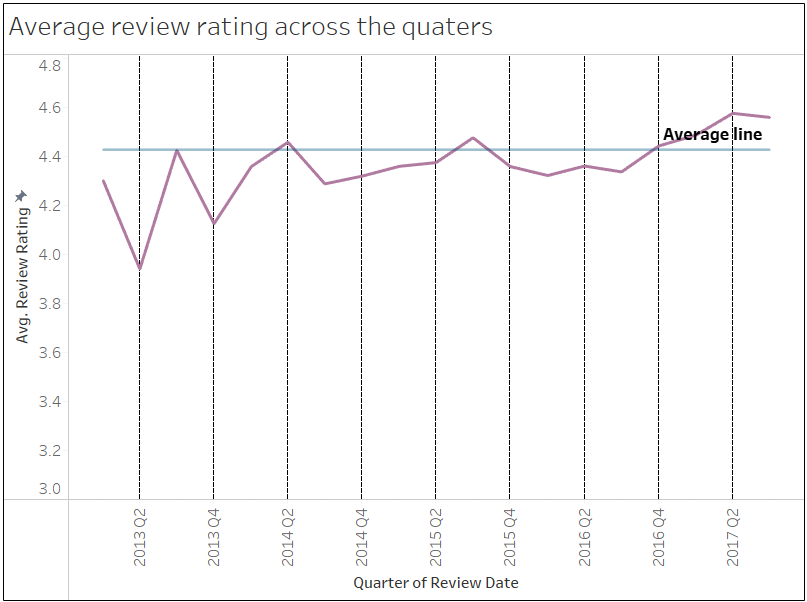 Average review rating across the quaters
4.8
4.6
4.4
4.2
4.0
3.8
3.6
3.4
3.2
3.0
Avg. Review Rating
Average line
2013 Q2
2013 Q4
2014 Q2
2014 Q4
2015 Q2
2015 Q4
2016 Q2
2016 Q4
2017 Q2
Quarter of Review Date